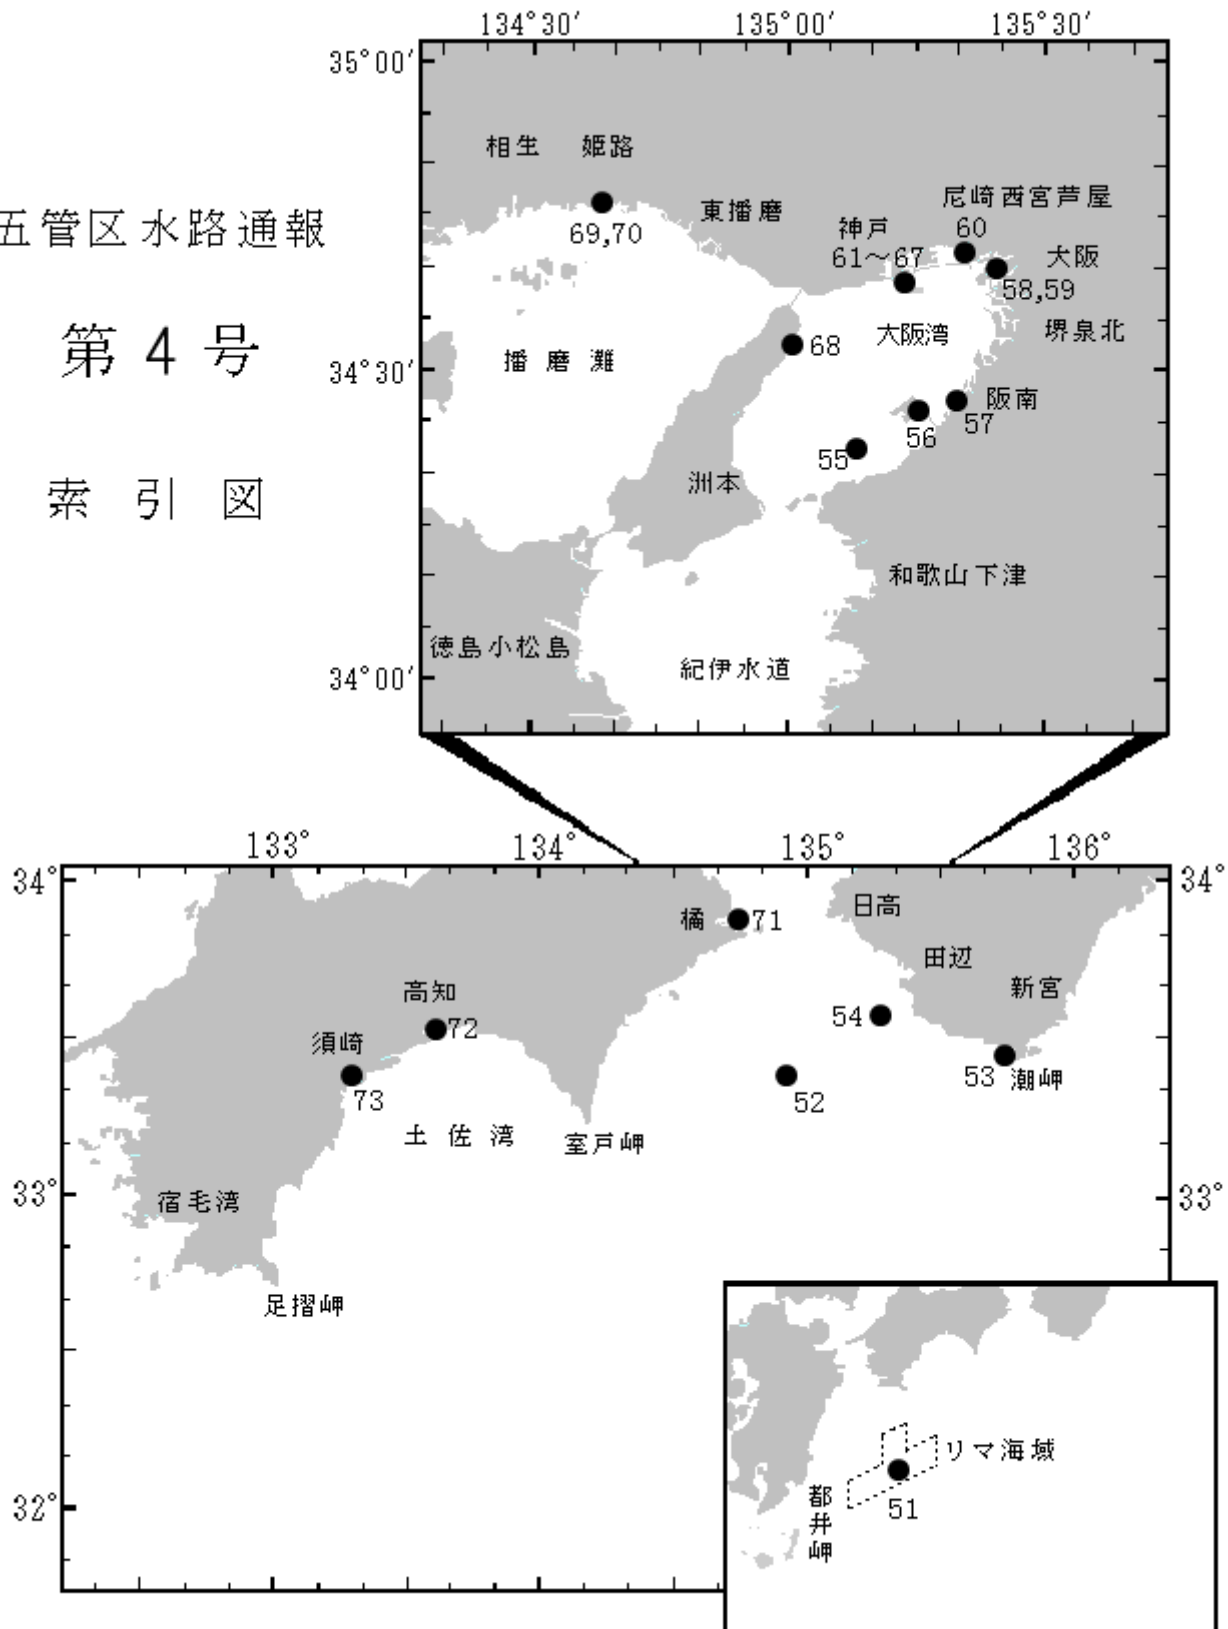 134°30′ 135°00′ 135°30′
35°00′
相生 姫路
尼崎西宮芦屋
東播磨
五管区水路通報
神戸
60
69,70
61～67
大阪
58,59
第 4 号
大阪湾
堺泉北
68
播磨灘
34°30′
阪南
57
56
55
索 引 図
洲本
和歌山下津
徳島小松島
紀伊水道
34°00′
133° 134° 135° 136°
34° 34°
橘 71
日高
田辺
高知
新宮
72
54
須崎
53 潮岬
73
52
土佐湾
室戸岬
33° 33°
宿毛湾
足摺岬
リマ海域
都井岬
51
32°